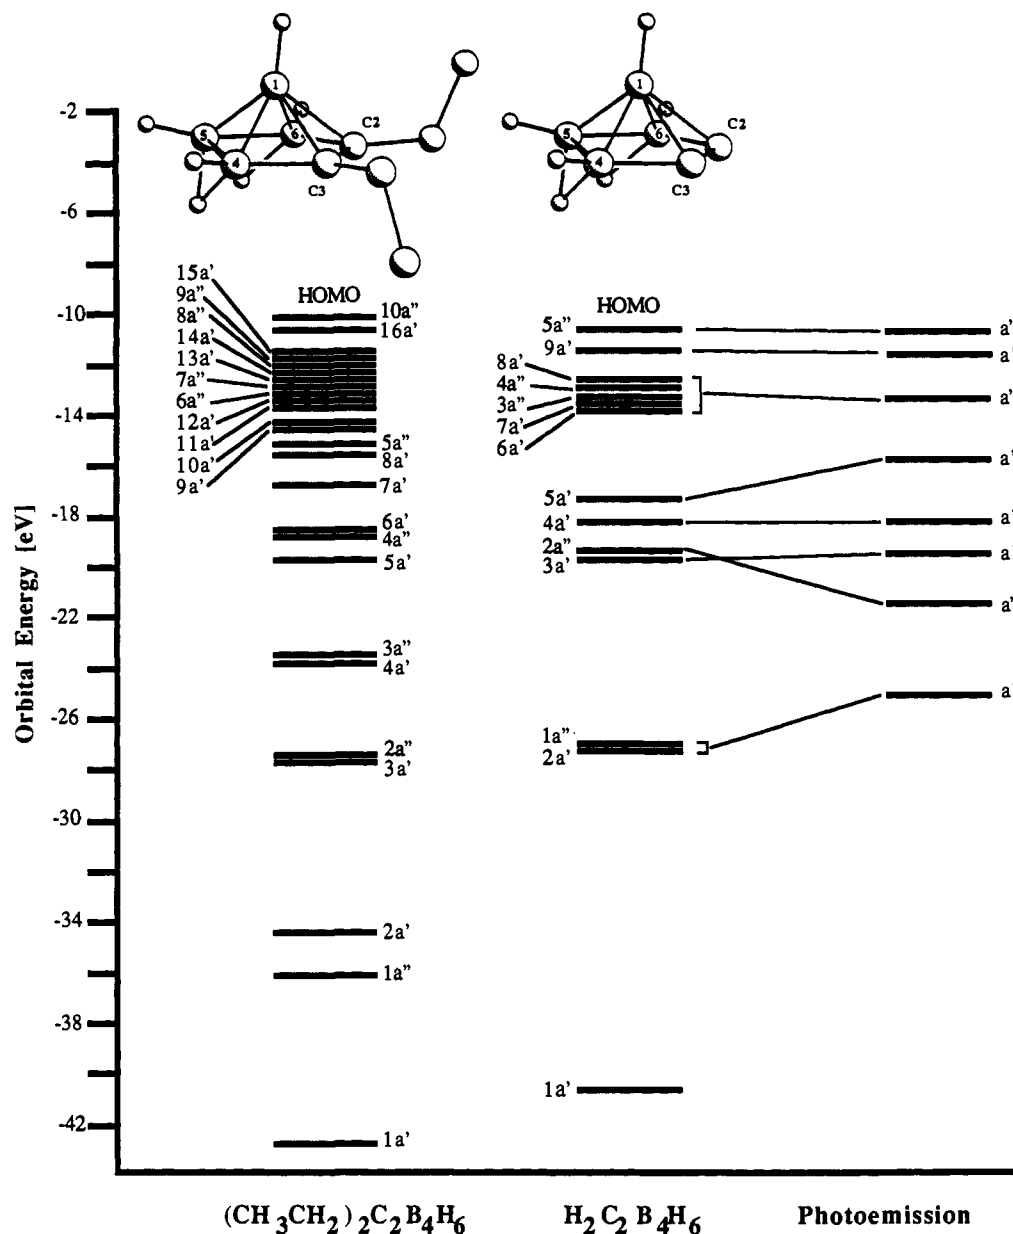 1
C2
5
6
4
C3
1
C2
5
6
4
C3
-2
-6
-10
-14
-18
-22
-26
-30
-34
-38
-42
Orbital Energy [eV]
15a'
9a"
8a"
14a'
13a'
7a"
6a"
12a'
11a'
10a'
9a'
HOMO
10a"
16a'
5a"
8a'
7a'
6a'
4a"
5a'
3a"
4a'
2a"
3a'
2a'
1a"
1a'
HOMO
5a"
9a'
8a'
4a"
3a"
7a'
6a'
5a'
4a'
2a"
3a'
1a"
2a'
1a'
a'
a'
a'
a'
a'
a'
a'
a'
(CH3CH2)2C2B4H6
H2C2B4H6
Photoemission